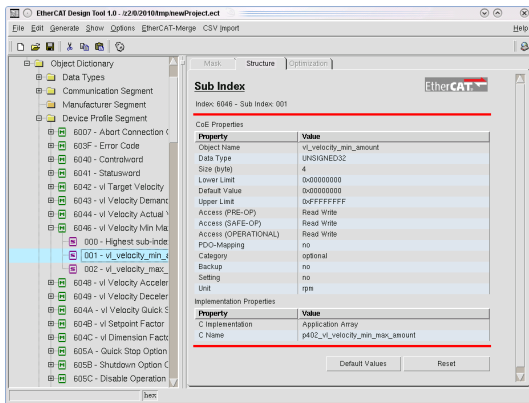 EtherCAT Design Tool 1.0 - /z2/0/2010/tmp/newProject.ect
File Edit Generate Show Options EtherCAT-Merge CSV Import Help
Mask Structure Optimization
Object Dictionary
Data Types
Communication Segment
Manufacturer Segment
Device Profile Segment
6007 - Abort Connection
603F - Error Code
6040 - Controlword
6041 - Statusword
6042 - vl Target Velocity
6043 - vl Velocity Demand
6044 - vl Velocity Actual
6046 - vl Velocity Min Ma
000 - Highest sub-inde
001 - vl_velocity_min_a
002 - vl_velocity_max_
6048 - vl Velocity Acceler
6049 - vl Velocity Deceler
604A - vl Velocity Quick S
604B - vl Setpoint Factor
604C - vl Dimension Facto
605A - Quick Stop Option
605B - Shutdown Option C
605C - Disable Operation
hex
Sub Index
EtherCAT
Index: 6046 - Sub Index: 001
CoE Properties
Property Value
Object Name vl_velocity_min_amount
Data Type UNSIGNED32
Size (byte) 4
Lower Limit 0x00000000
Default Value 0x00000000
Upper Limit 0xFFFFFFFF
Access (PRE-OP) Read Write
Access (SAFE-OP) Read Write
Access (OPERATIONAL) Read Write
PDO-Mapping no
Category optional
Backup no
Setting no
Unit rpm
Implementation Properties
Property Value
C Implementation Application Array
C Name p402_vl_velocity_min_max_amount
Default Values Reset